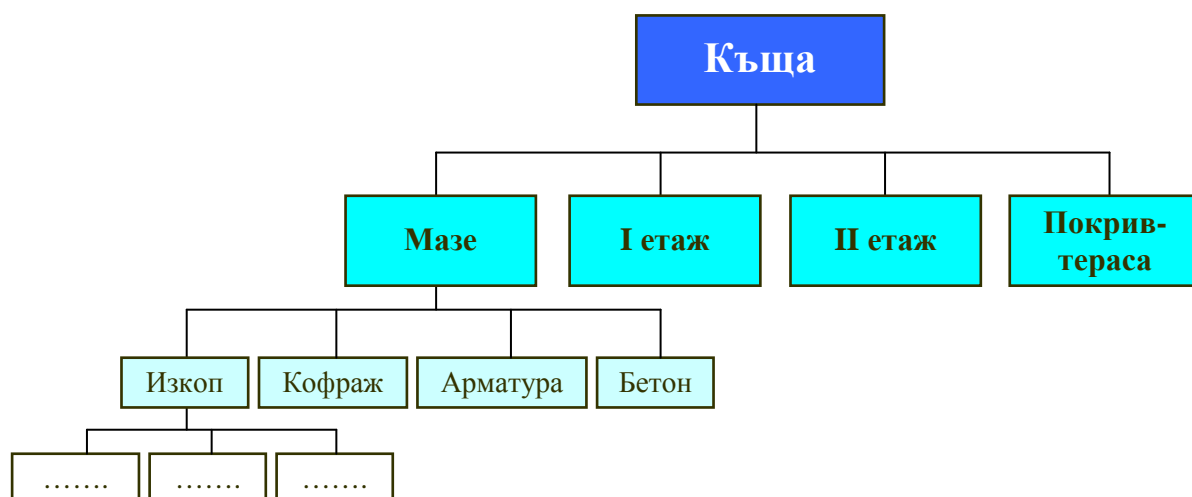 Къща
Мазе
I етаж
II етаж
Покрив-
тераса
Изкоп
Кофраж
Арматура
Бетон
…….
…….
…….